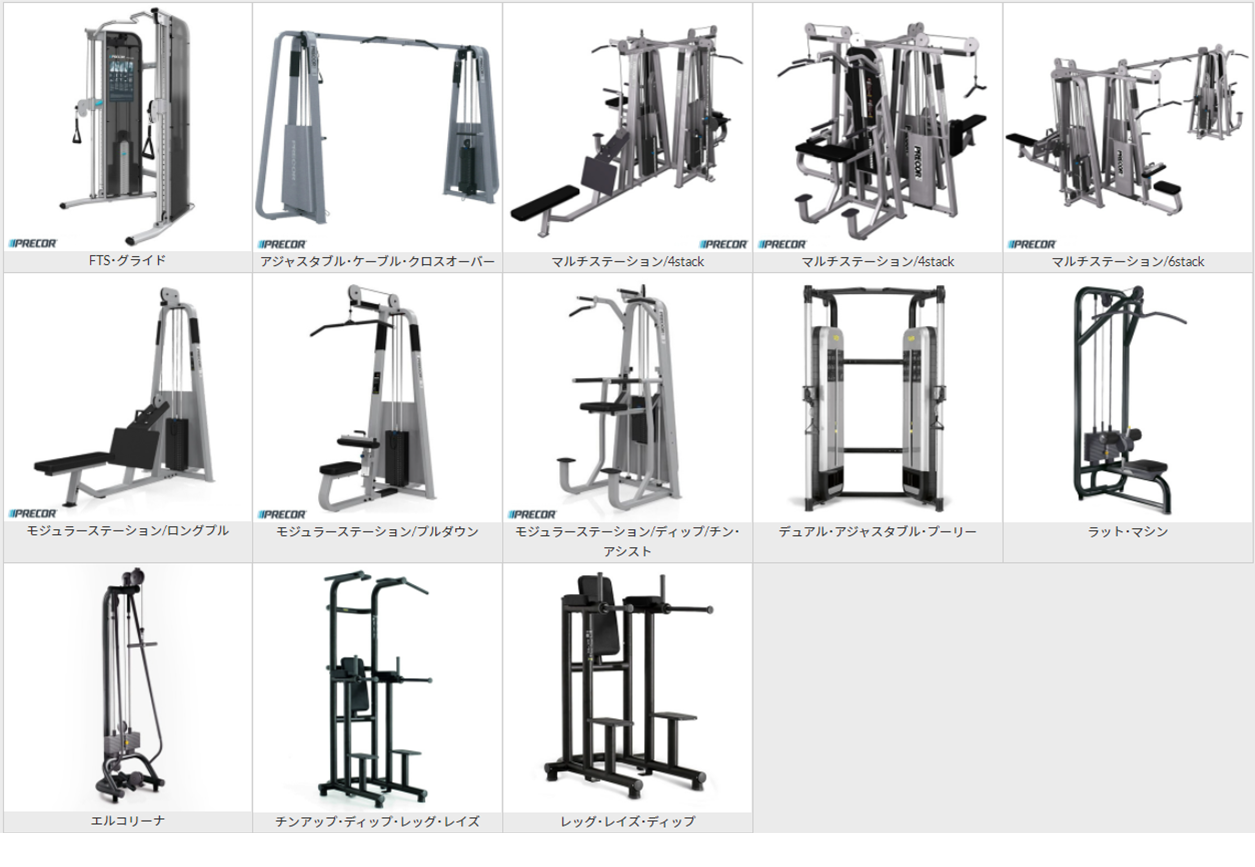 PRECOR
PRECOR
PRECOR
PRECOR
PRECOR
FTS･グライド
アジャスタブル･ケーブル･クロスオーバー
マルチステーション/4stack
マルチステーション/4stack
マルチステーション/6stack
PRECOR
PRECOR
PRECOR
モジュラーステーション/ロングプル
モジュラーステーション/プルダウン
モジュラーステーション/ディップ/チン･
アシスト
デュアル･アジャスタブル･プーリー
ラット･マシン
エルコリーナ
チンアップ･ディップ･レッグ･レイズ
レッグ･レイズ･ディップ